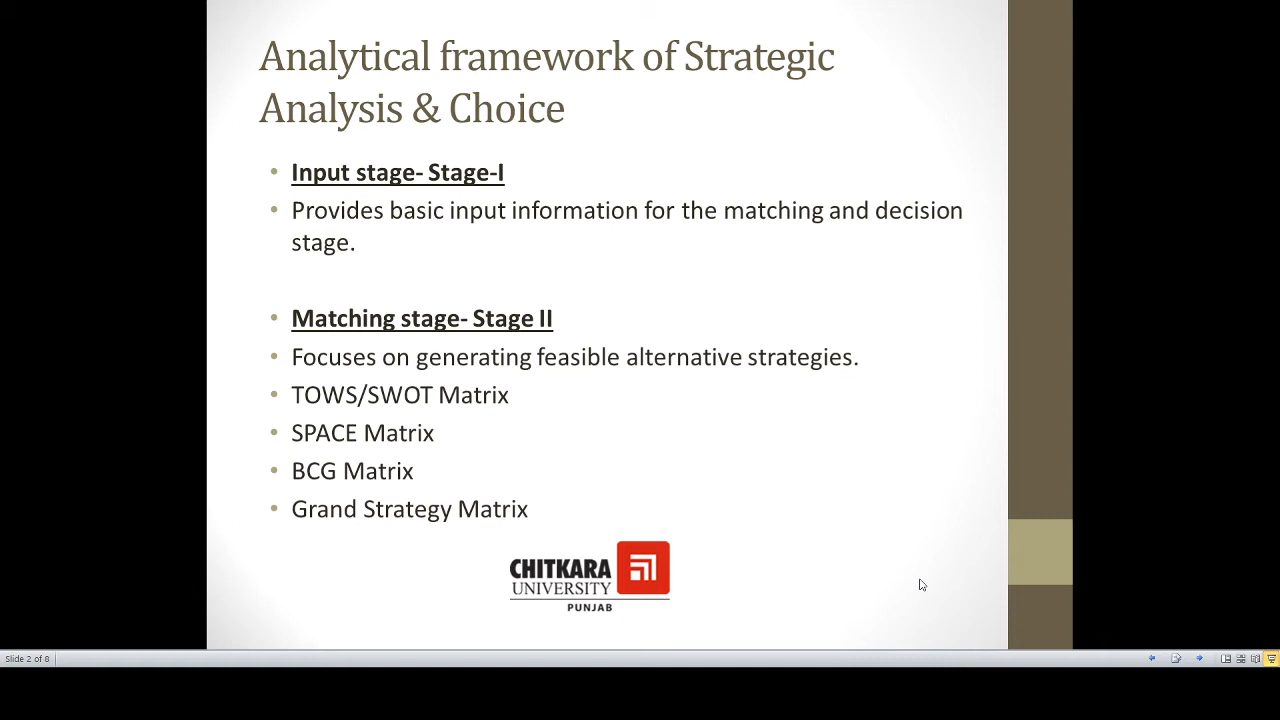 Analytical framework of Strategic
Analysis & Choice
• Input stage- Stage-I
• Provides basic input information for the matching and decision
stage.
• Matching stage- Stage II
• Focuses on generating feasible alternative strategies.
• TOWS/SWOT Matrix
• SPACE Matrix
• BCG Matrix
• Grand Strategy Matrix
CHITKARA
UNIVERSITY
PUNJAB
Slide 2 of 8